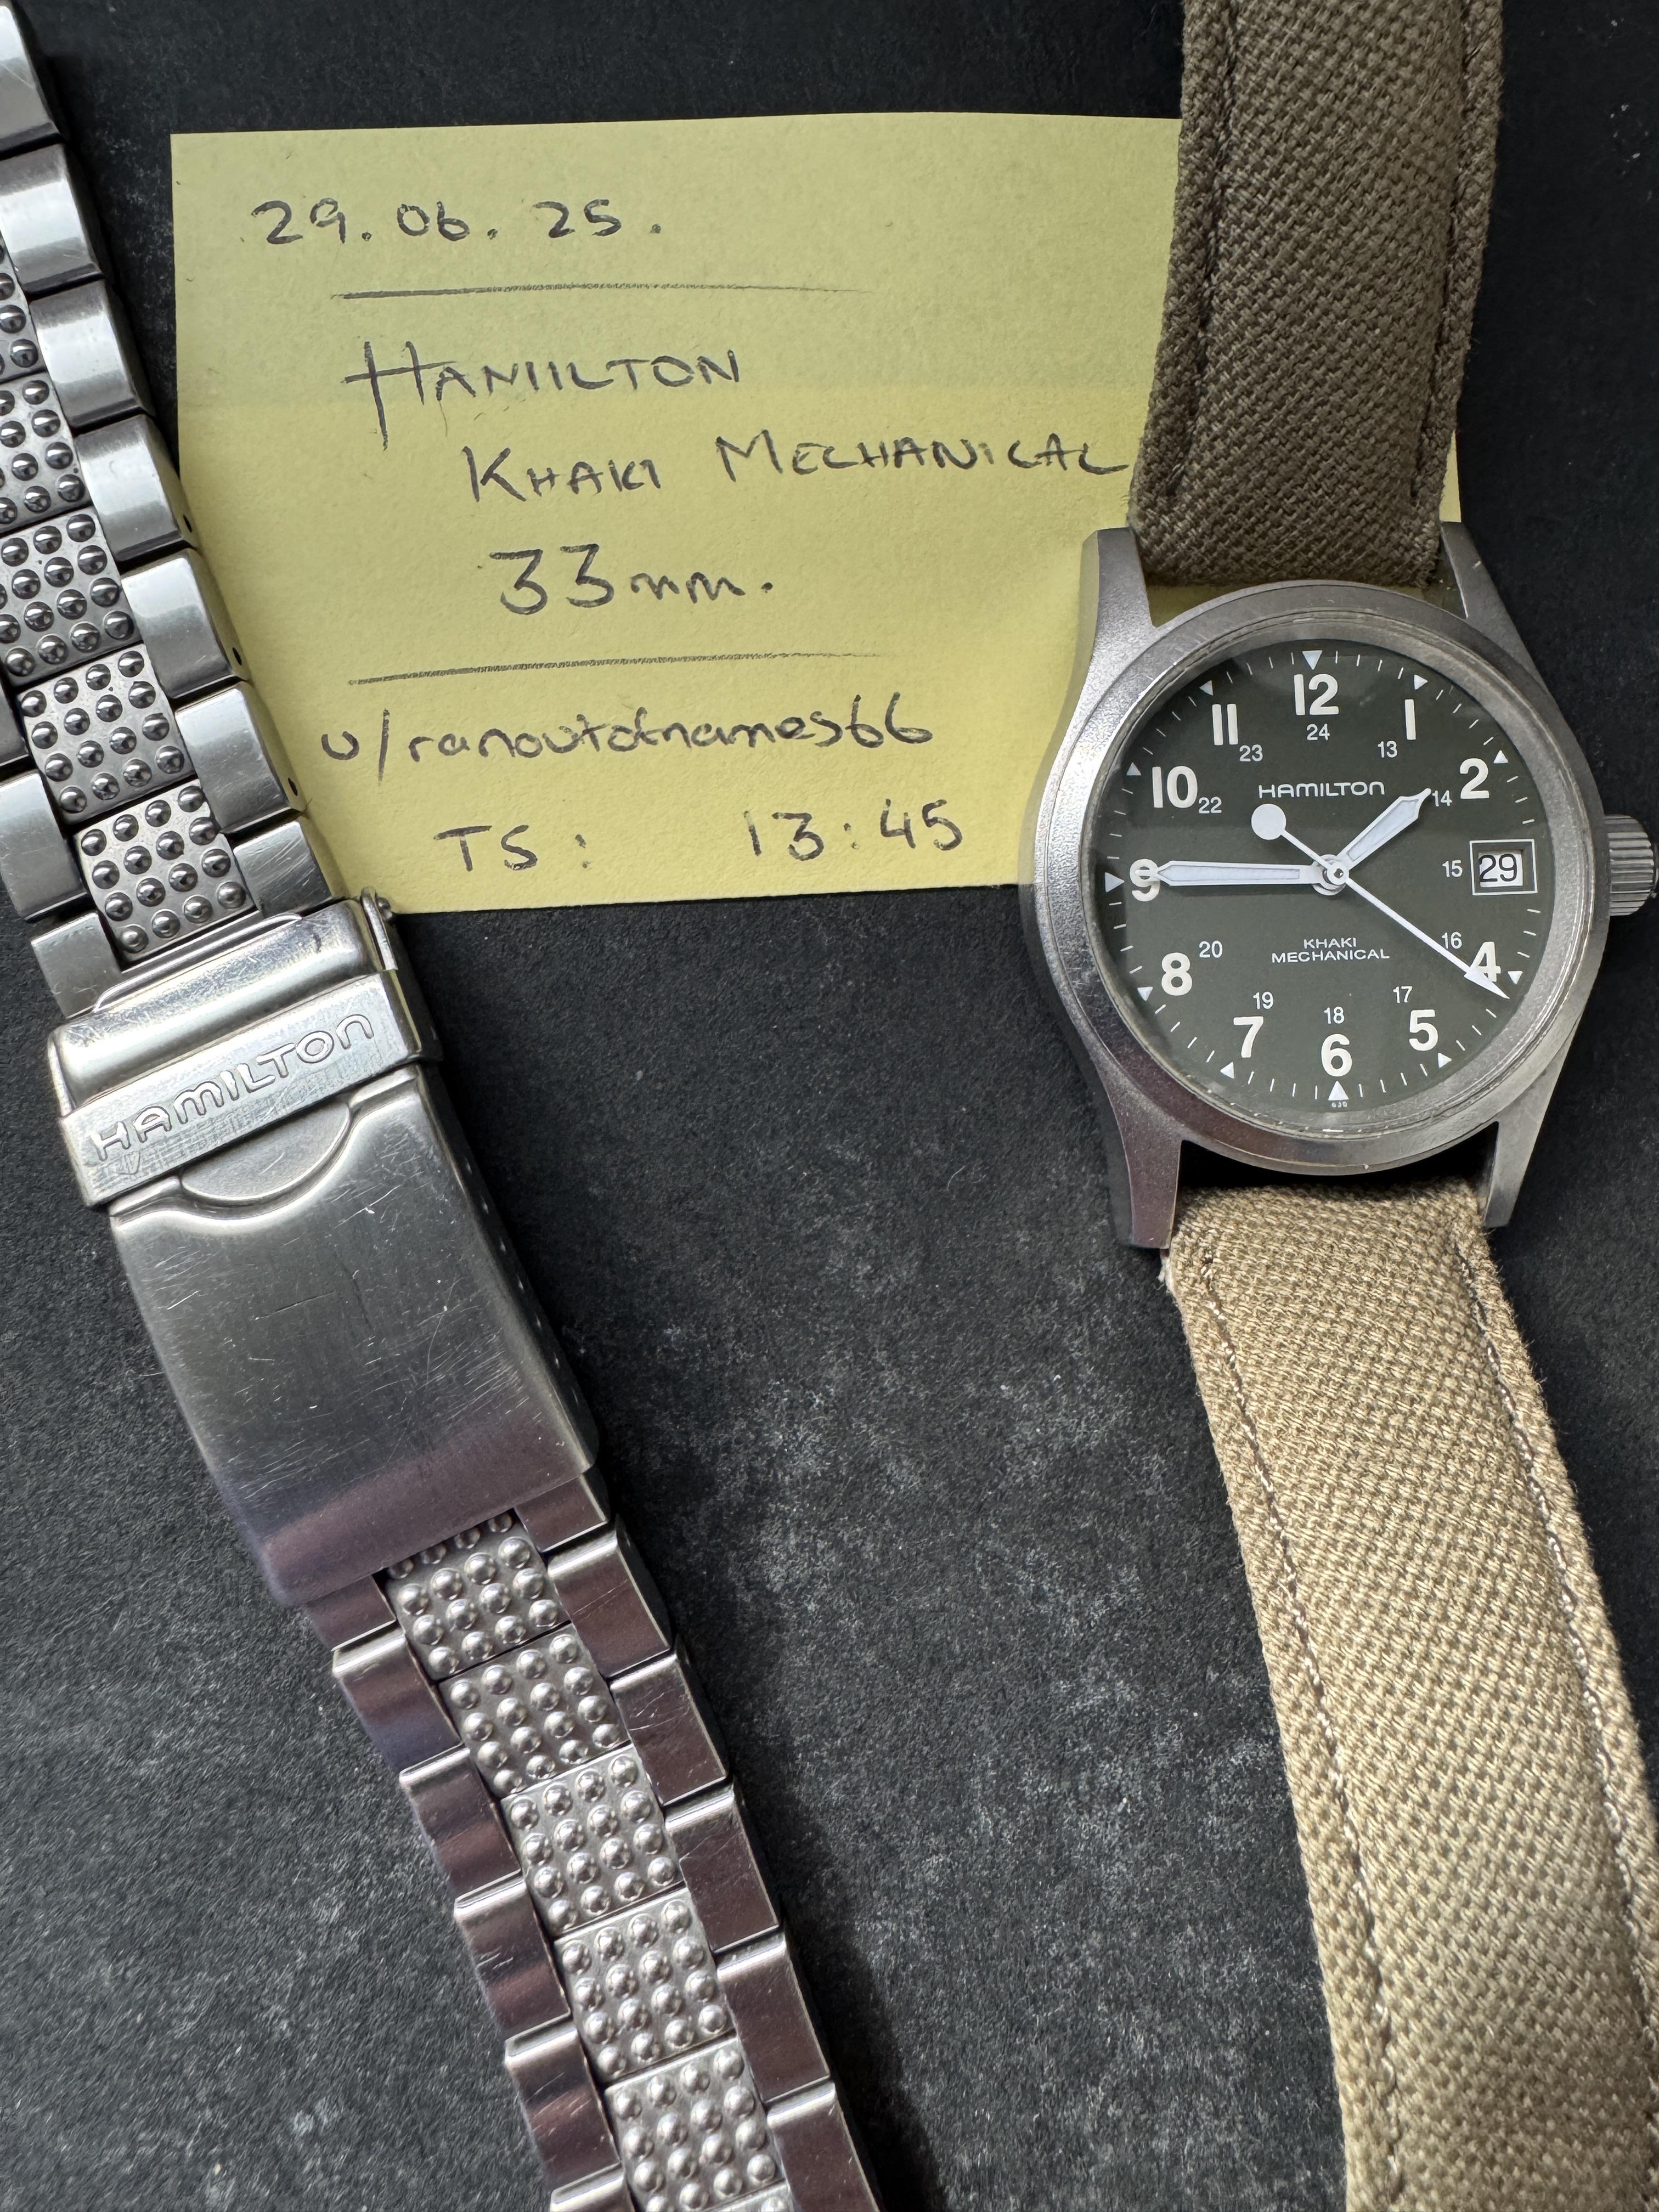 29.06.25.
HAMILTON
KHAKI MECHANICAL
33mm.
u/ranoutofnames66
TS: 13:45
HAMILTON
12
11
1
24
23
13
10
2
22
14
HAMILTON
9
15
29
20
16
8
4
KHAKI
MECHANICAL
19
17
7
18
5
6